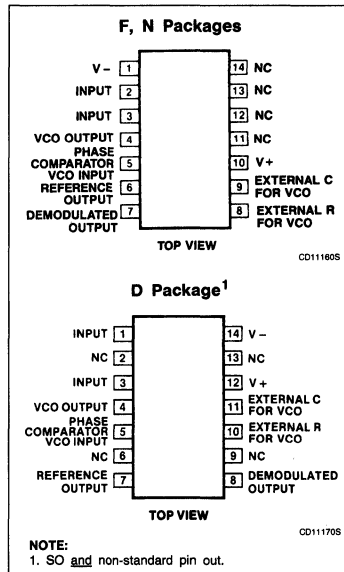 F, N Packages
V- 1 14 NC
INPUT 2 13 NC
INPUT 3 12 NC
VCO OUTPUT 4 11 NC
PHASE
COMPARATOR 5 10 V+
VCO INPUT
REFERENCE 6 9 EXTERNAL C
OUTPUT FOR VCO
DEMODULATED 7 8 EXTERNAL R
OUTPUT FOR VCO
TOP VIEW
CD11160S
D Package1
INPUT 1 14 V-
NC 2 13 NC
INPUT 3 12 V+
VCO OUTPUT 4 11 EXTERNAL C
FOR VCO
PHASE
COMPARATOR 5 10 EXTERNAL R
VCO INPUT FOR VCO
NC 6 9 NC
REFERENCE 7 8 DEMODULATED
OUTPUT OUTPUT
TOP VIEW
CD11170S
NOTE:
1. SO and non-standard pin out.